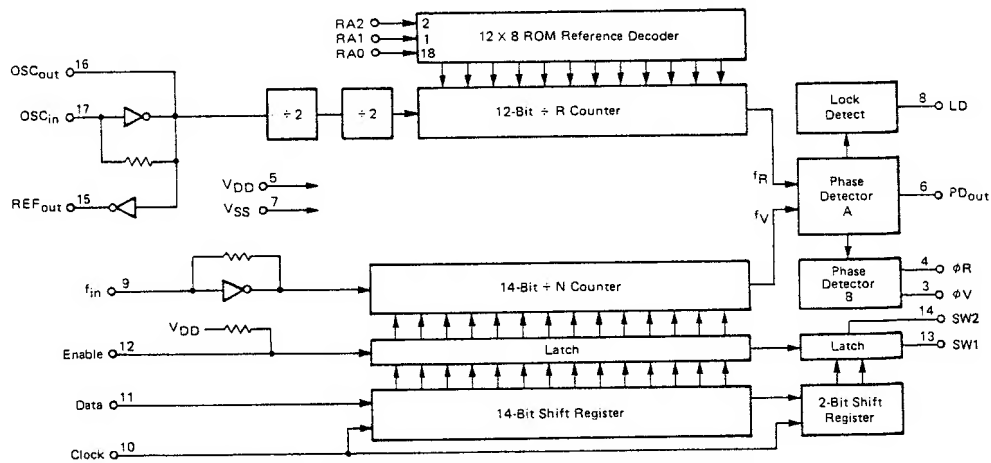 RA2 2
RA1 1
RA0 18
12 X 8 ROM Reference Decoder
OSCout 16
OSCin 17
÷2
÷2
12-Bit ÷ R Counter
Lock Detect
8 LD
REFout 15
VDD 5
VSS 7
fR
fV
Phase Detector A
6 PDout
fin 9
14-Bit ÷ N Counter
Phase Detector B
4 φR
3 φV
14 SW2
13 SW1
VDD
Enable 12
Latch
Latch
Data 11
14-Bit Shift Register
2-Bit Shift Register
Clock 10